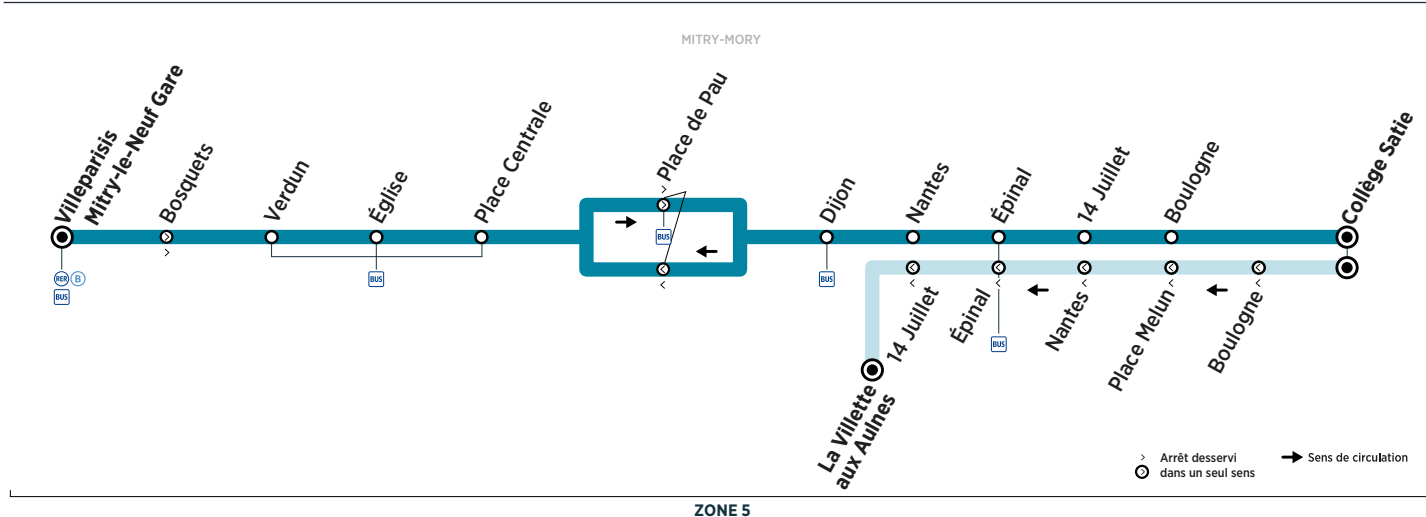 MITRY-MORY
Villeparisis
Mitry-le-Neuf Gare
Bosquets
Verdun
Église
Place Centrale
Place de Pau
Dijon
Nantes
Épinal
14 Juillet
Boulogne
Collège Satie
RER B
BUS
BUS
BUS
BUS
BUS
La Villette
aux Aulnes
14 Juillet
Épinal
Nantes
Place Melun
Boulogne
Arrêt desservi
dans un seul sens
Sens de circulation
ZONE 5